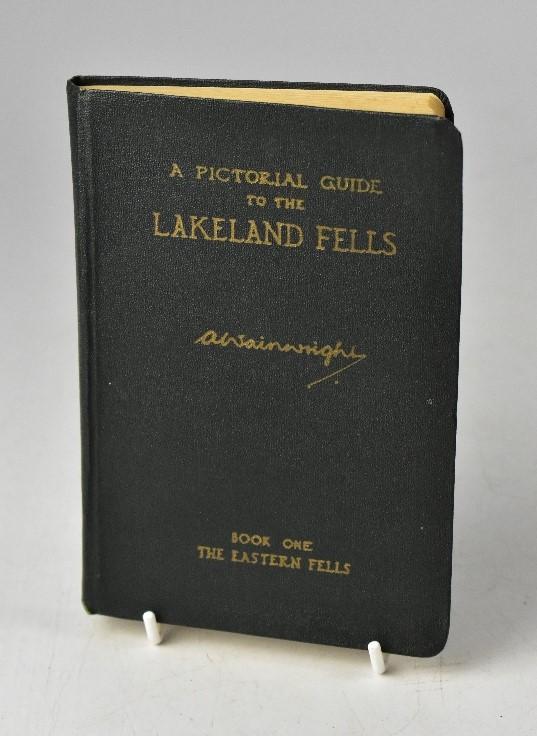 A PICTORIAL GUIDE
TO THE
LAKELAND FELLS
AWainwright
BOOK ONE
THE EASTERN FELLS